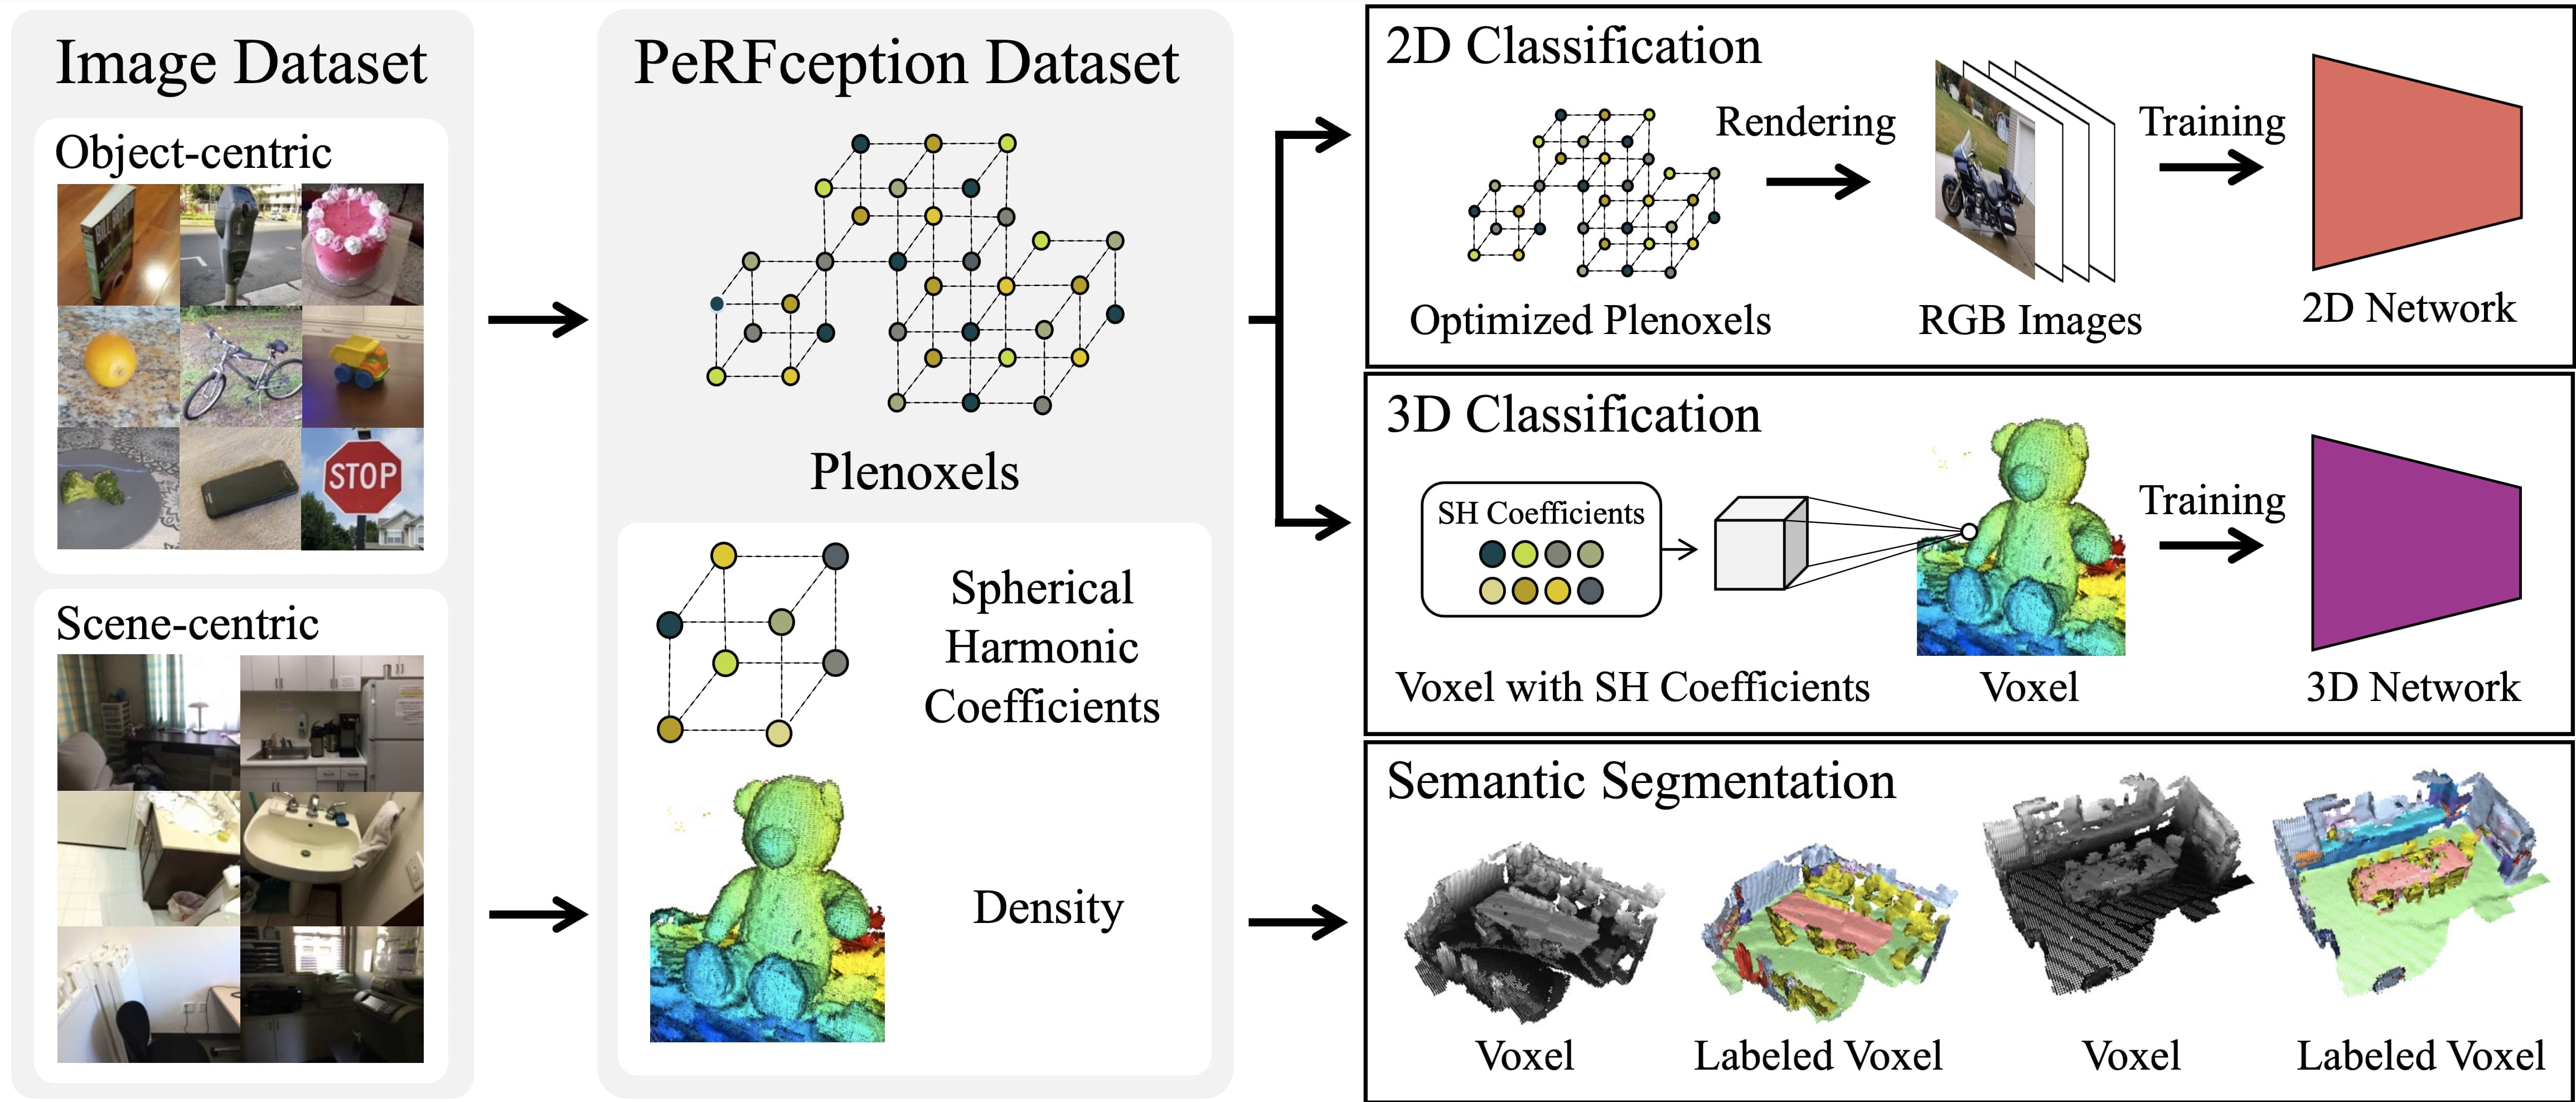 Image Dataset
Object-centric
STOP
Scene-centric
PeRFception Dataset
Plenoxels
Spherical
Harmonic
Coefficients
Density
2D Classification
Rendering
Training
Optimized Plenoxels
RGB Images
2D Network
3D Classification
SH Coefficients
Training
Voxel with SH Coefficients
Voxel
3D Network
Semantic Segmentation
Voxel
Labeled Voxel
Voxel
Labeled Voxel